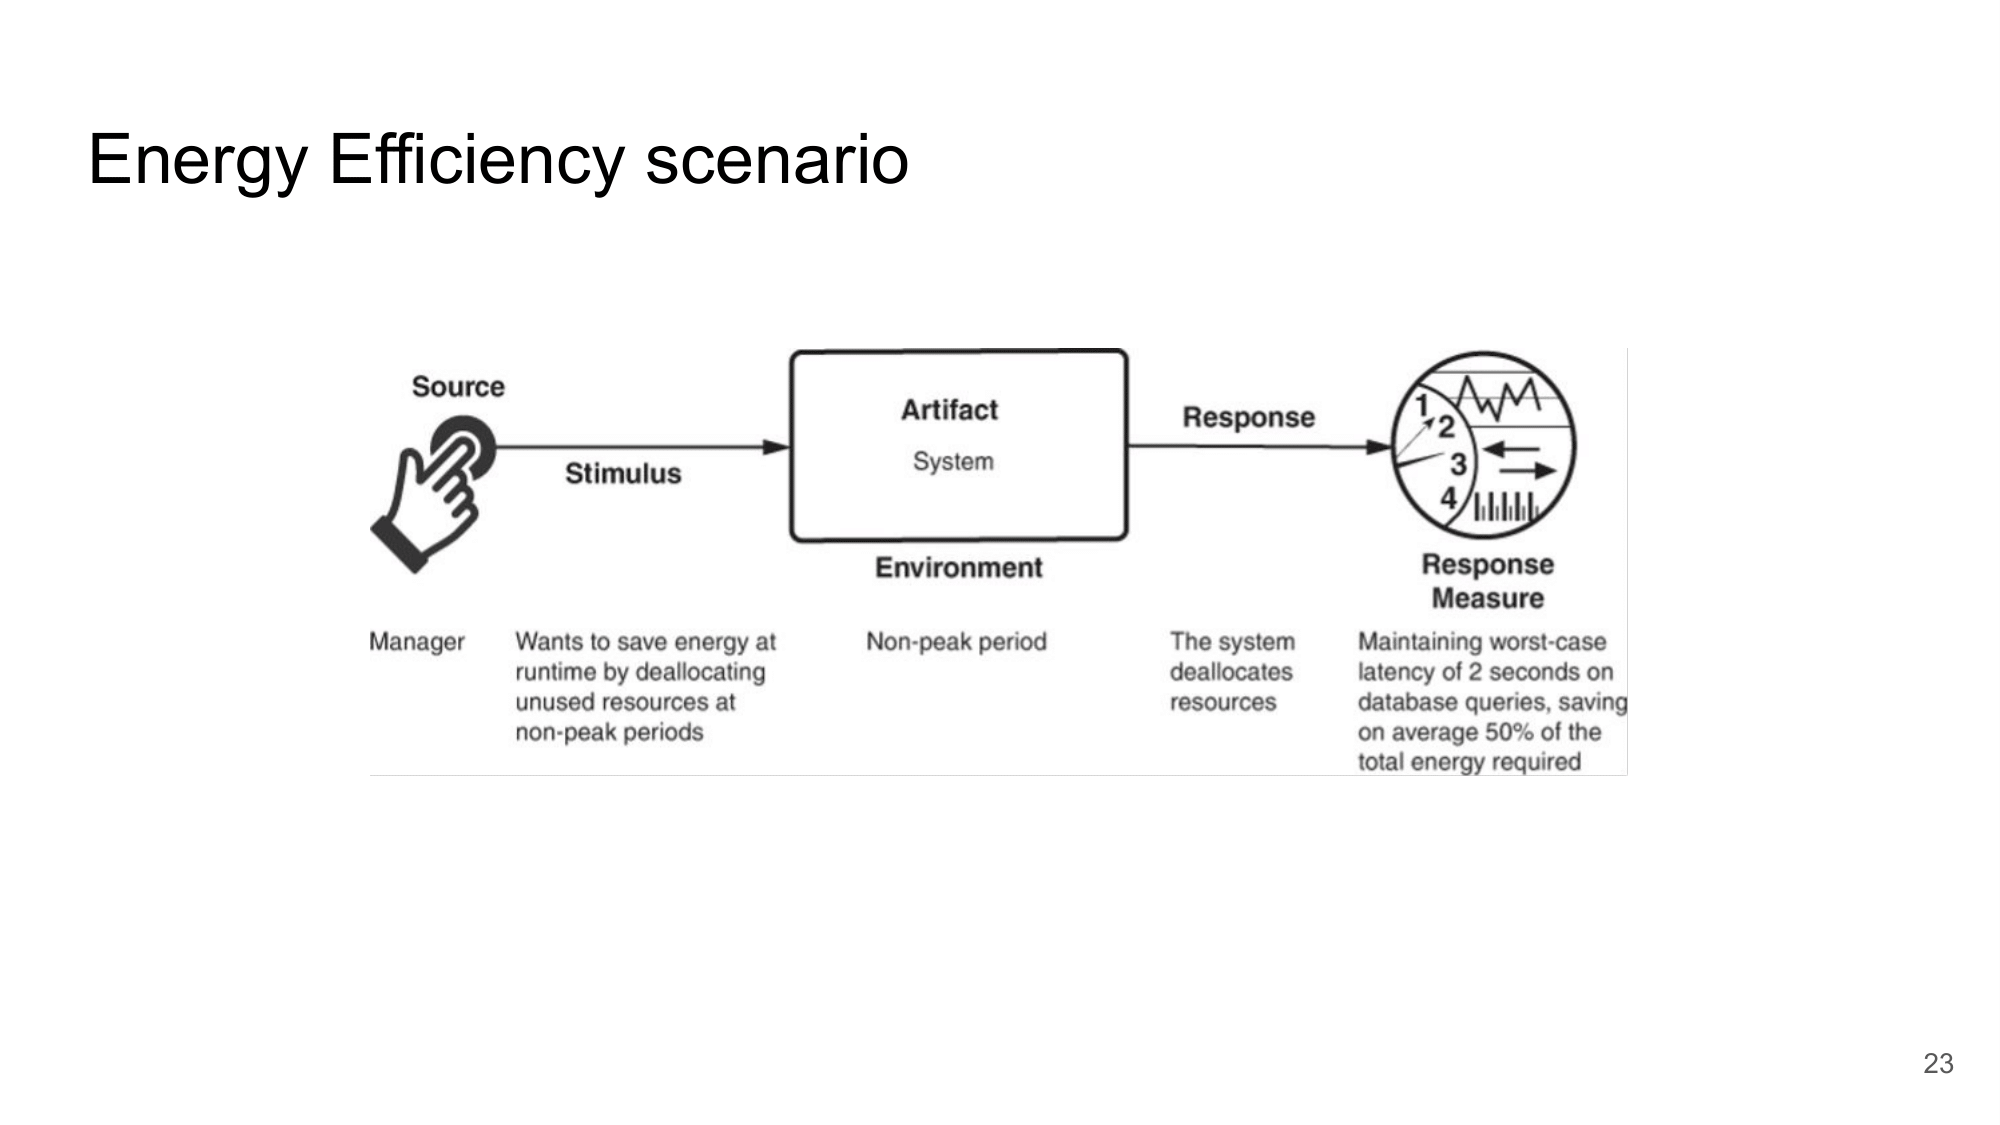 Energy Efficiency scenario
Source
Stimulus
Artifact
System
Environment
Response
1
2
3
4
Response
Measure
Manager
Wants to save energy at
runtime by deallocating
unused resources at
non-peak periods
Non-peak period
The system
deallocates
resources
Maintaining worst-case
latency of 2 seconds on
database queries, saving
on average 50% of the
total energy required
23